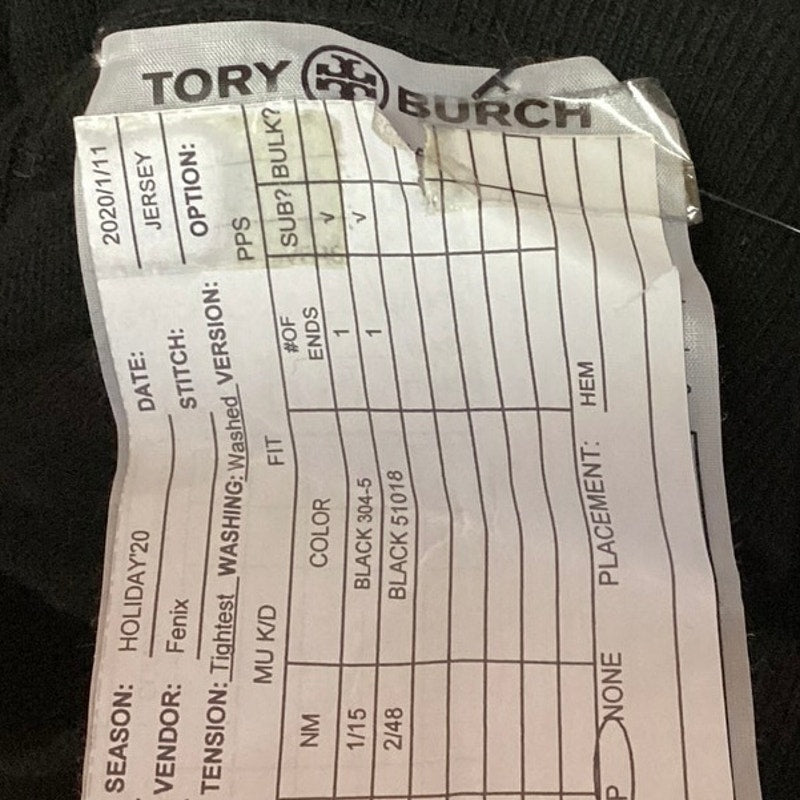 TORY BURCH
SEASON: HOLIDAY'20 DATE: 2020/1/11
VENDOR: Fenix STITCH: JERSEY
TENSION: Tightest WASHING: Washed VERSION: OPTION:
MU K/D FIT PPS
NM COLOR #OF ENDS SUB? BULK?
1/15 BLACK 304-5 1 √
2/48 BLACK 51018 1 √
P NONE PLACEMENT: HEM